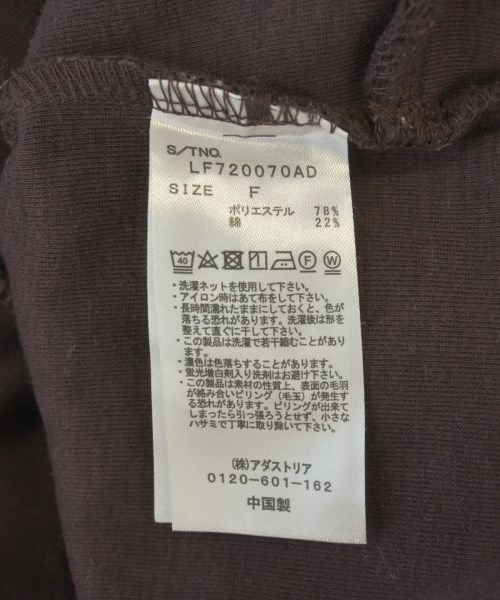 S/TNO.
LF720070AD
SIZE F
ポリエステル 78%
綿 22%
40 F W
・洗濯ネットを使用して下さい。
・アイロン時はあて布をして下さい。
・長時間濡れたままにしておくと、色が
落ちる恐れがあります。洗濯後は形を
整えて直ぐに干して下さい。
・この製品は洗濯で若干縮むことがあ
ります。
・濃色は色落ちすることがあります。
・蛍光増白剤入り洗剤はお避け下さい。
・この製品は素材の性質上、表面の毛羽
が絡み合いピリング（毛玉）が発生す
る恐れがあります。ピリングが出来て
しまったら引っ張ろうとせず、小さな
ハサミで丁寧に取り除いて下さい。
(株)アダストリア
0120-601-162
中国製